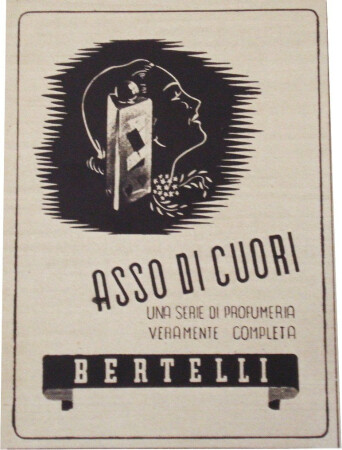 ASSO DI CUORI
UNA SERIE DI PROFUMERIA
VERAMENTE COMPLETA
BERTELLI